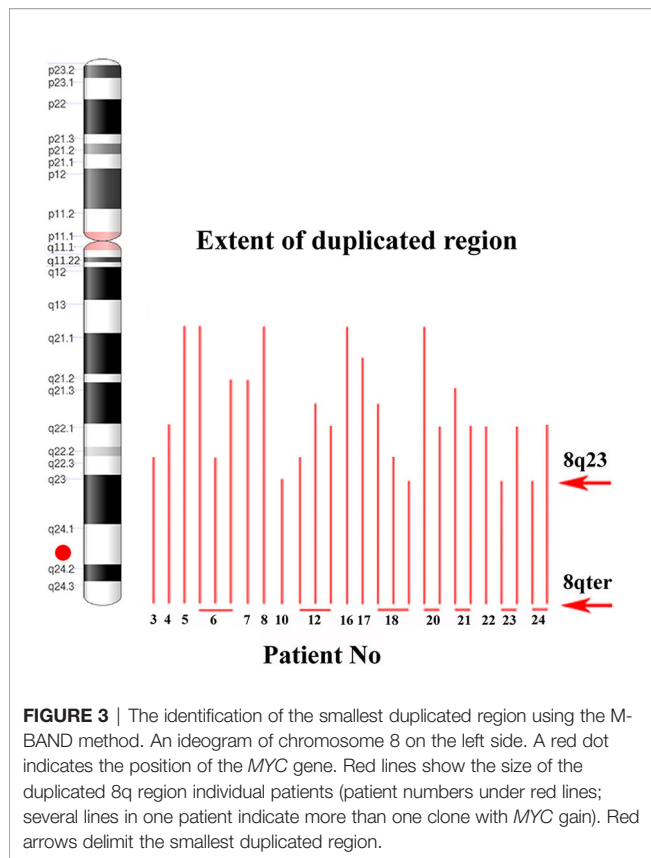 p23.2
p23.1
p22
p21.3
p21.2
p21.1
p12
p11.2
p11.1
q11.1
q11.22
q12
q13
q21.1
q21.2
q21.3
q22.1
q22.2
q22.3
q23
q24.1
q24.2
q24.3
Extent of duplicated region
8q23
8qter
3 4 5 6 7 8 10 12 16 17 18 20 21 22 23 24
Patient No
FIGURE 3 | The identification of the smallest duplicated region using the M-
BAND method. An ideogram of chromosome 8 on the left side. A red dot
indicates the position of the MYC gene. Red lines show the size of the
duplicated 8q region individual patients (patient numbers under red lines;
several lines in one patient indicate more than one clone with MYC gain). Red
arrows delimit the smallest duplicated region.